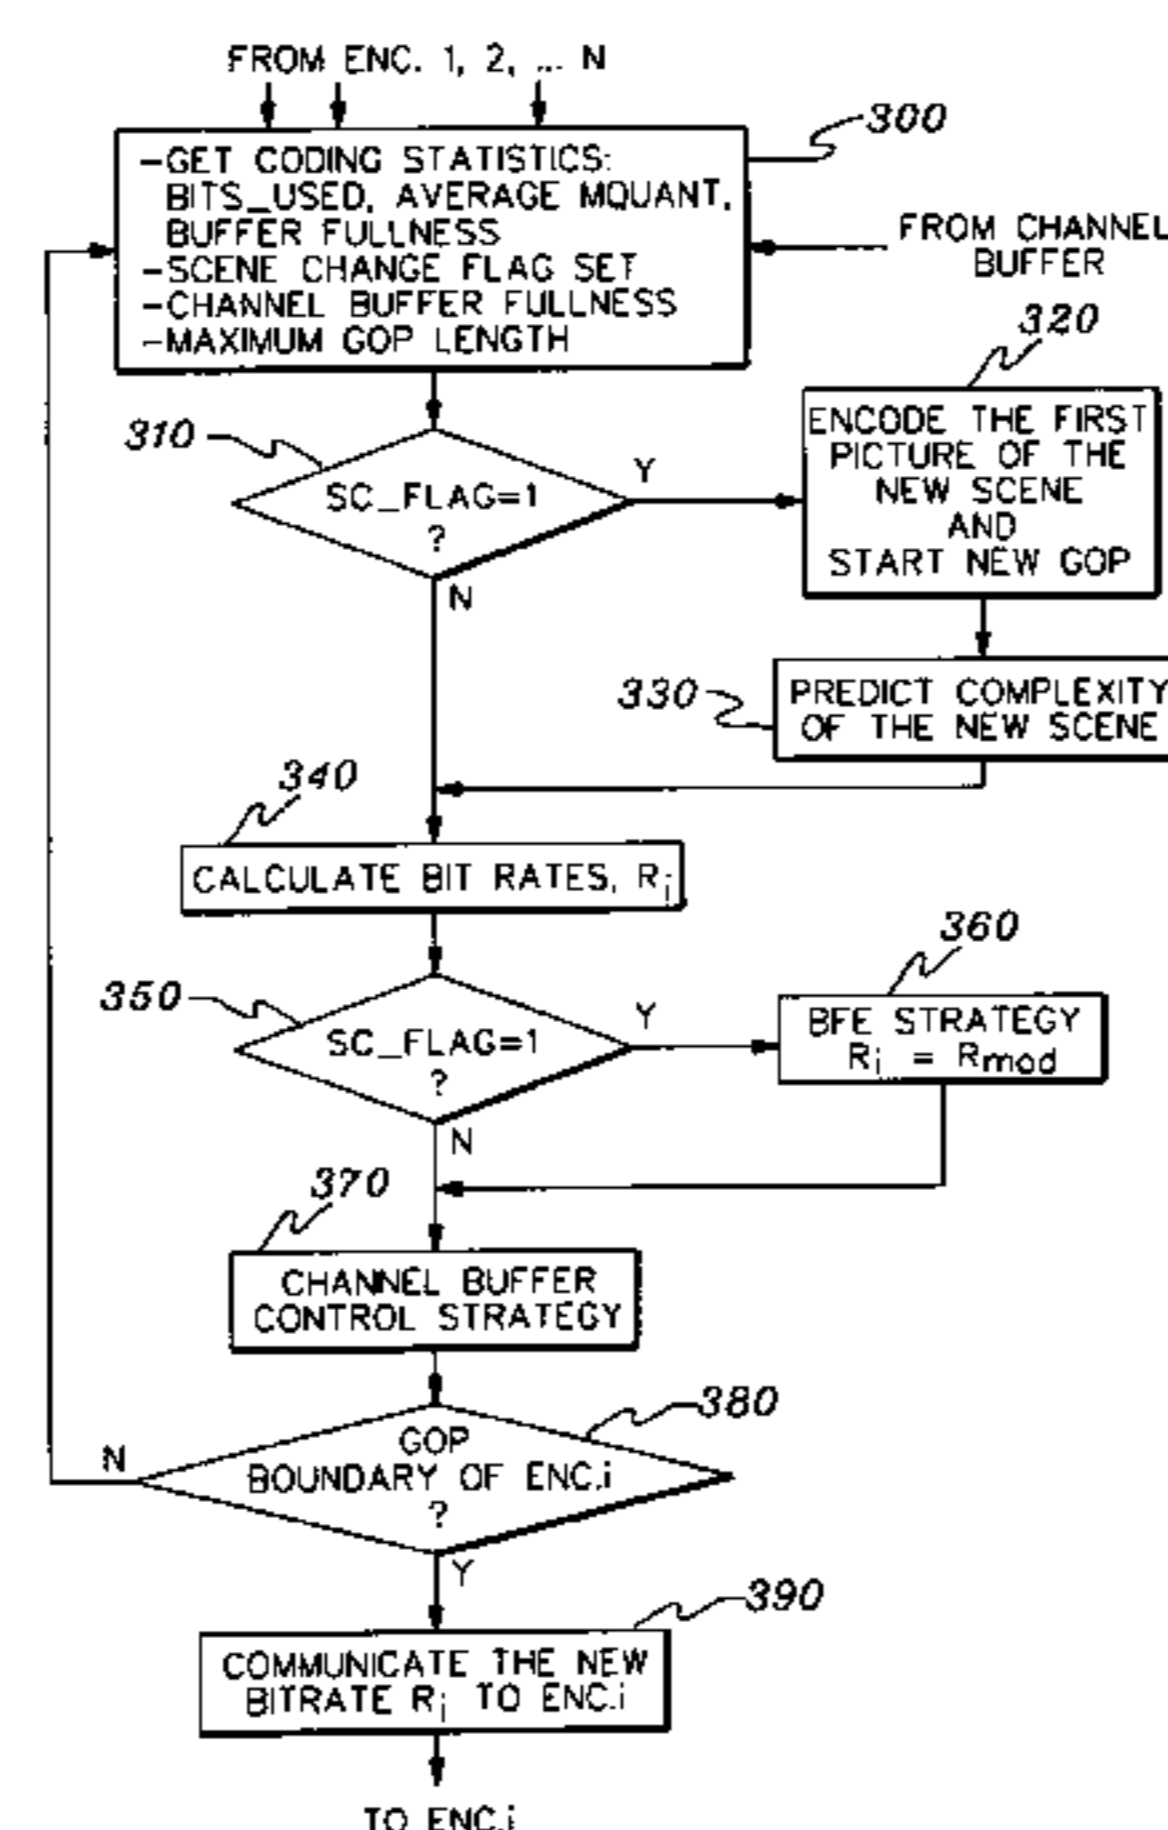 FROM ENC. 1, 2, ... N
300
-GET CODING STATISTICS:
BITS_USED, AVERAGE MQUANT,
BUFFER FULLNESS
-SCENE CHANGE FLAG SET
-CHANNEL BUFFER FULLNESS
-MAXIMUM GOP LENGTH
FROM CHANNEL
BUFFER
320
310
SC_FLAG=1
?
Y
N
ENCODE THE FIRST
PICTURE OF THE
NEW SCENE
AND
START NEW GOP
330
PREDICT COMPLEXITY
OF THE NEW SCENE
340
CALCULATE BIT RATES, Ri
350
SC_FLAG=1
?
Y
N
360
BFE STRATEGY
Ri = Rmod
370
CHANNEL BUFFER
CONTROL STRATEGY
380
GOP
BOUNDARY OF ENC.i
?
N
Y
390
COMMUNICATE THE NEW
BITRATE Ri TO ENC.i
TO ENC.i